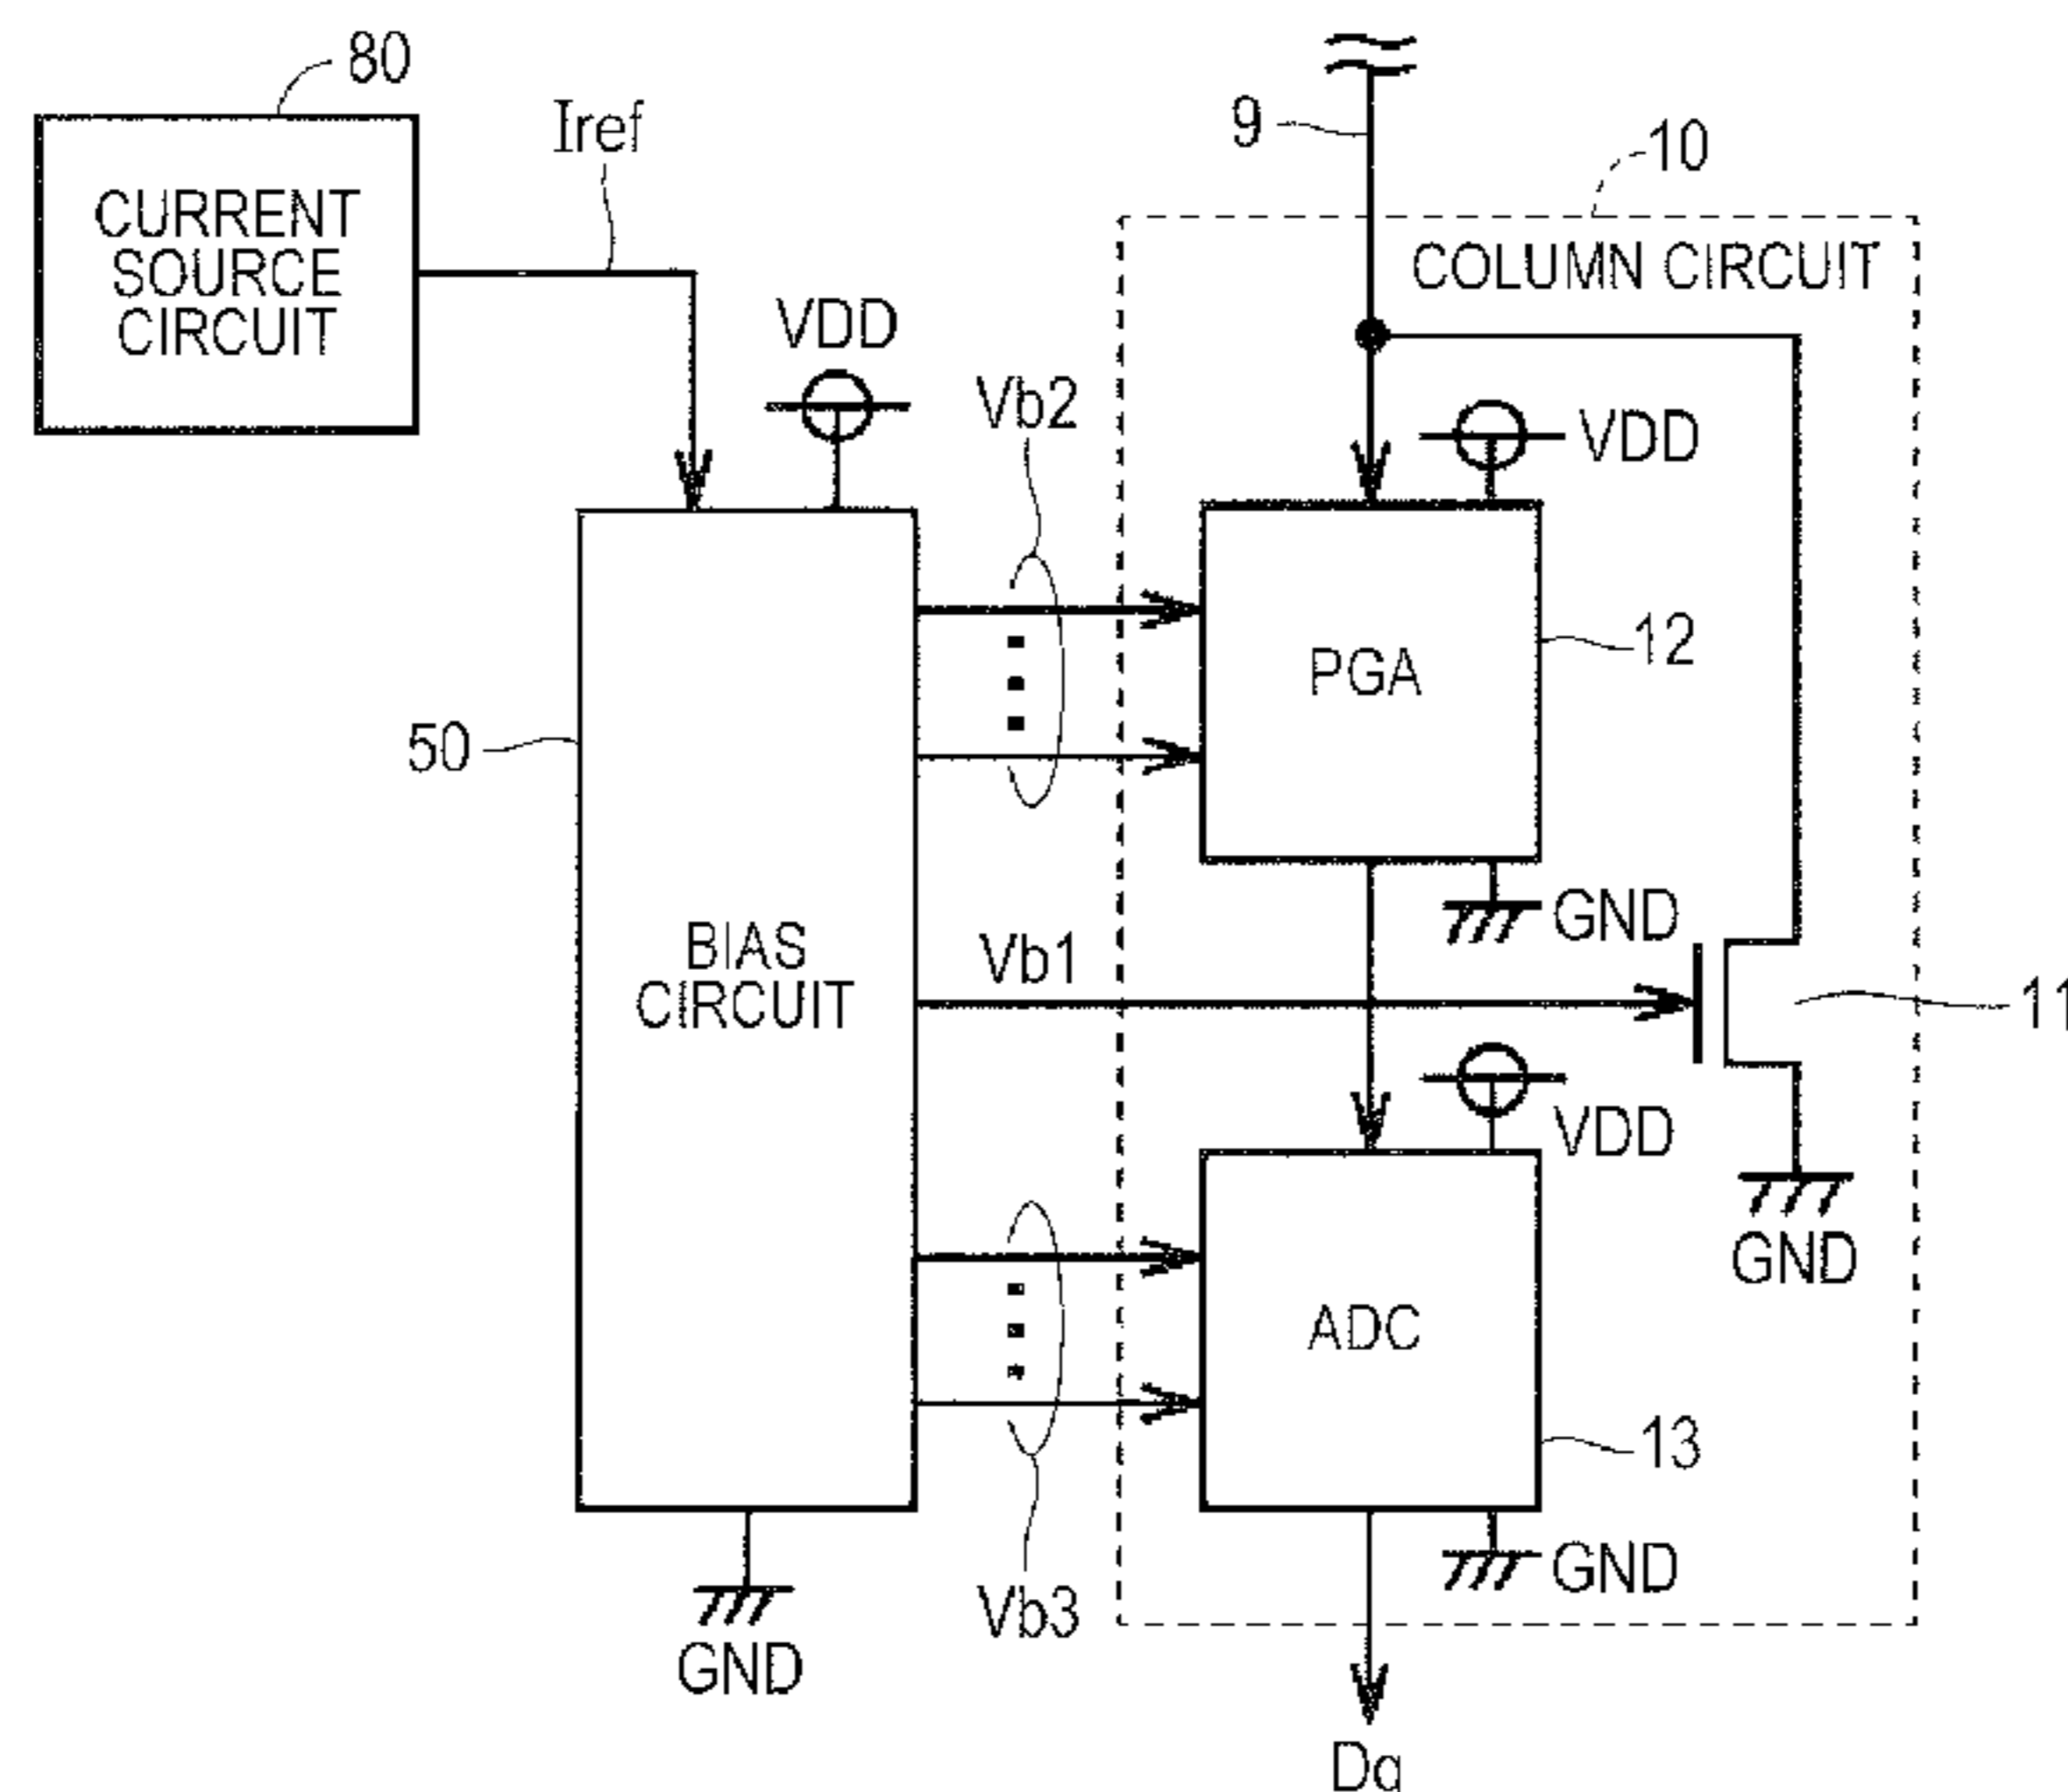 80
Iref
9
10
CURRENT
SOURCE
CIRCUIT
COLUMN CIRCUIT
VDD
Vb2
VDD
12
PGA
50
GND
BIAS
CIRCUIT
Vb1
11
VDD
GND
ADC
13
GND
Vb3
GND